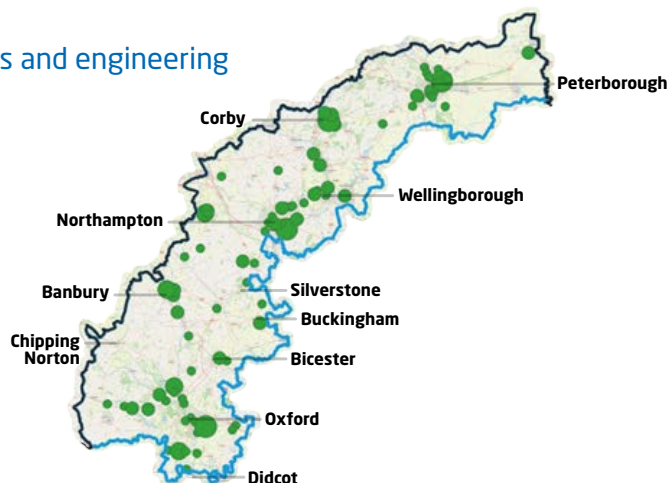 s and engineering
Peterborough
Corby
Wellingborough
Northampton
Banbury
Silverstone
Buckingham
Chipping
Norton
Bicester
Oxford
Didcot